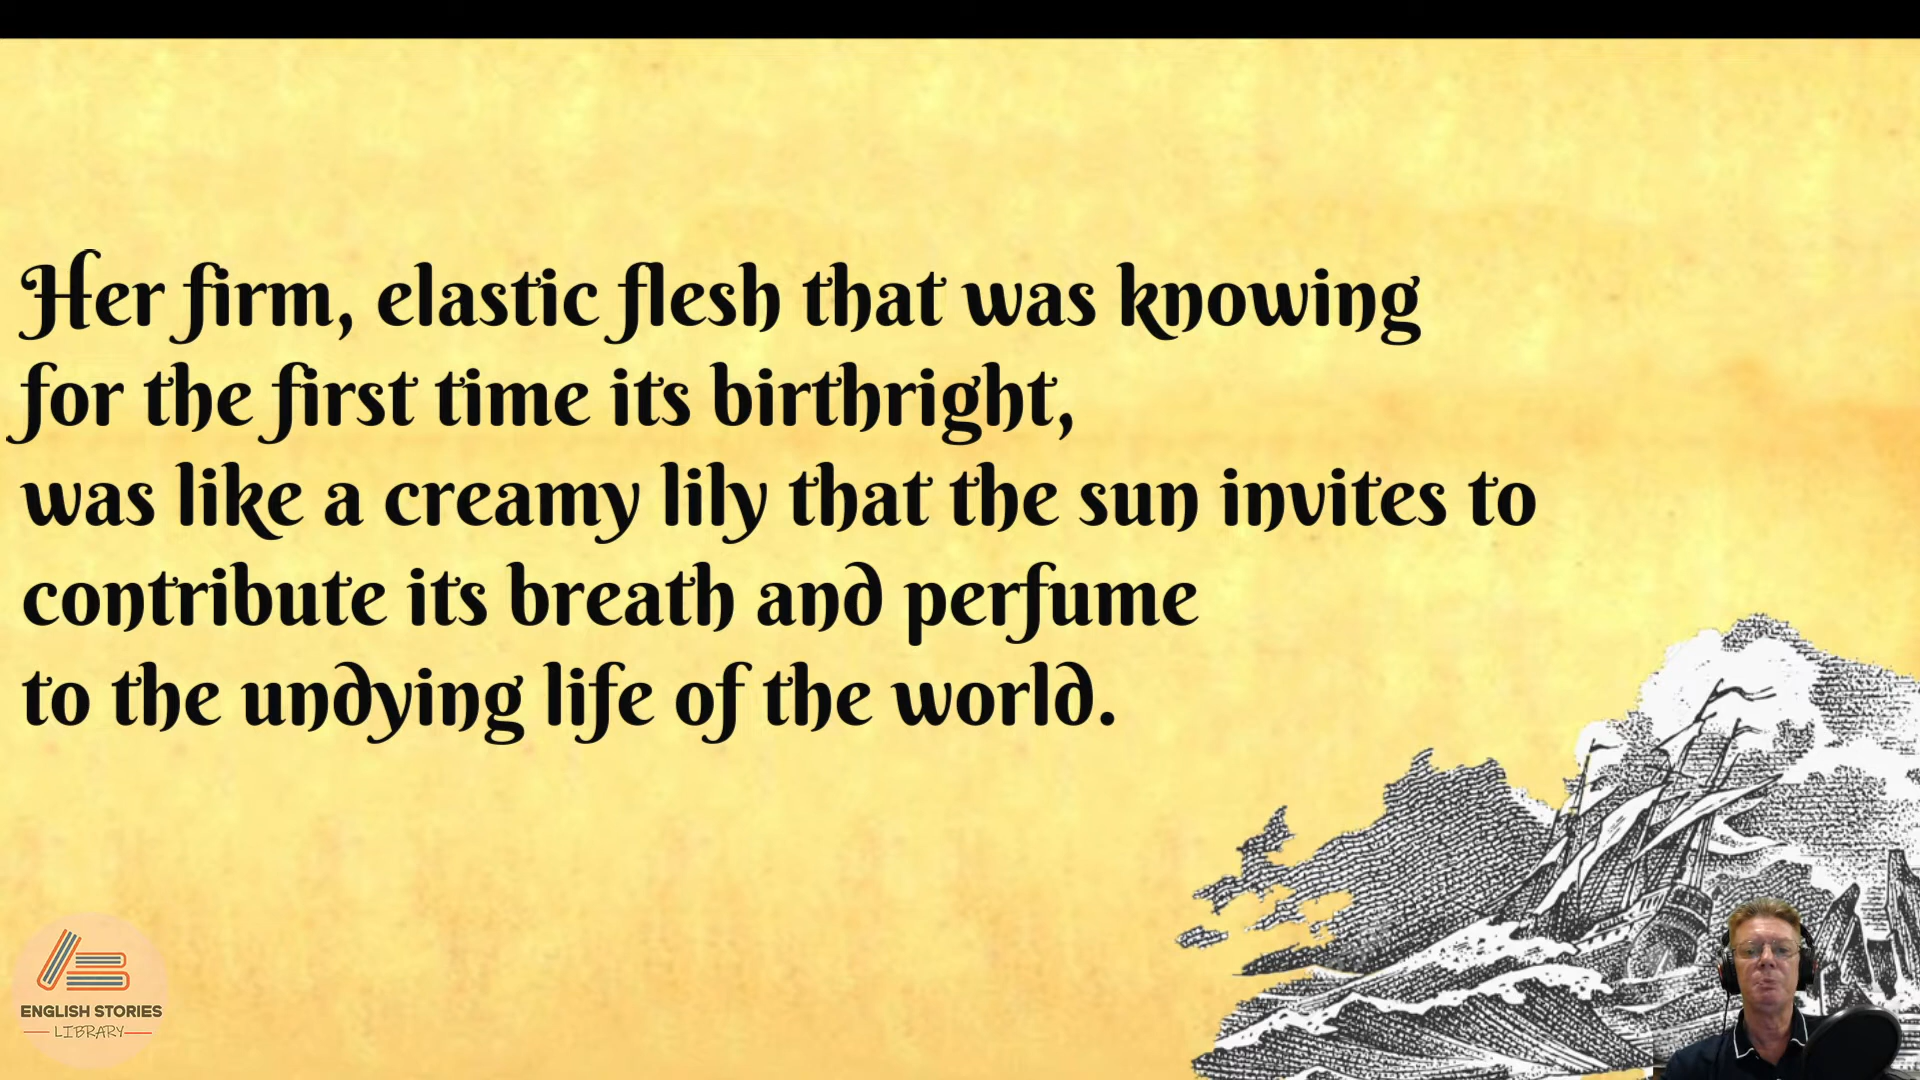 Her firm, elastic flesh that was knowing
for the first time its birthright,
was like a creamy lily that the sun invites to
contribute its breath and perfume
to the undying life of the world.
ENGLISH STORIES
LIBRARY